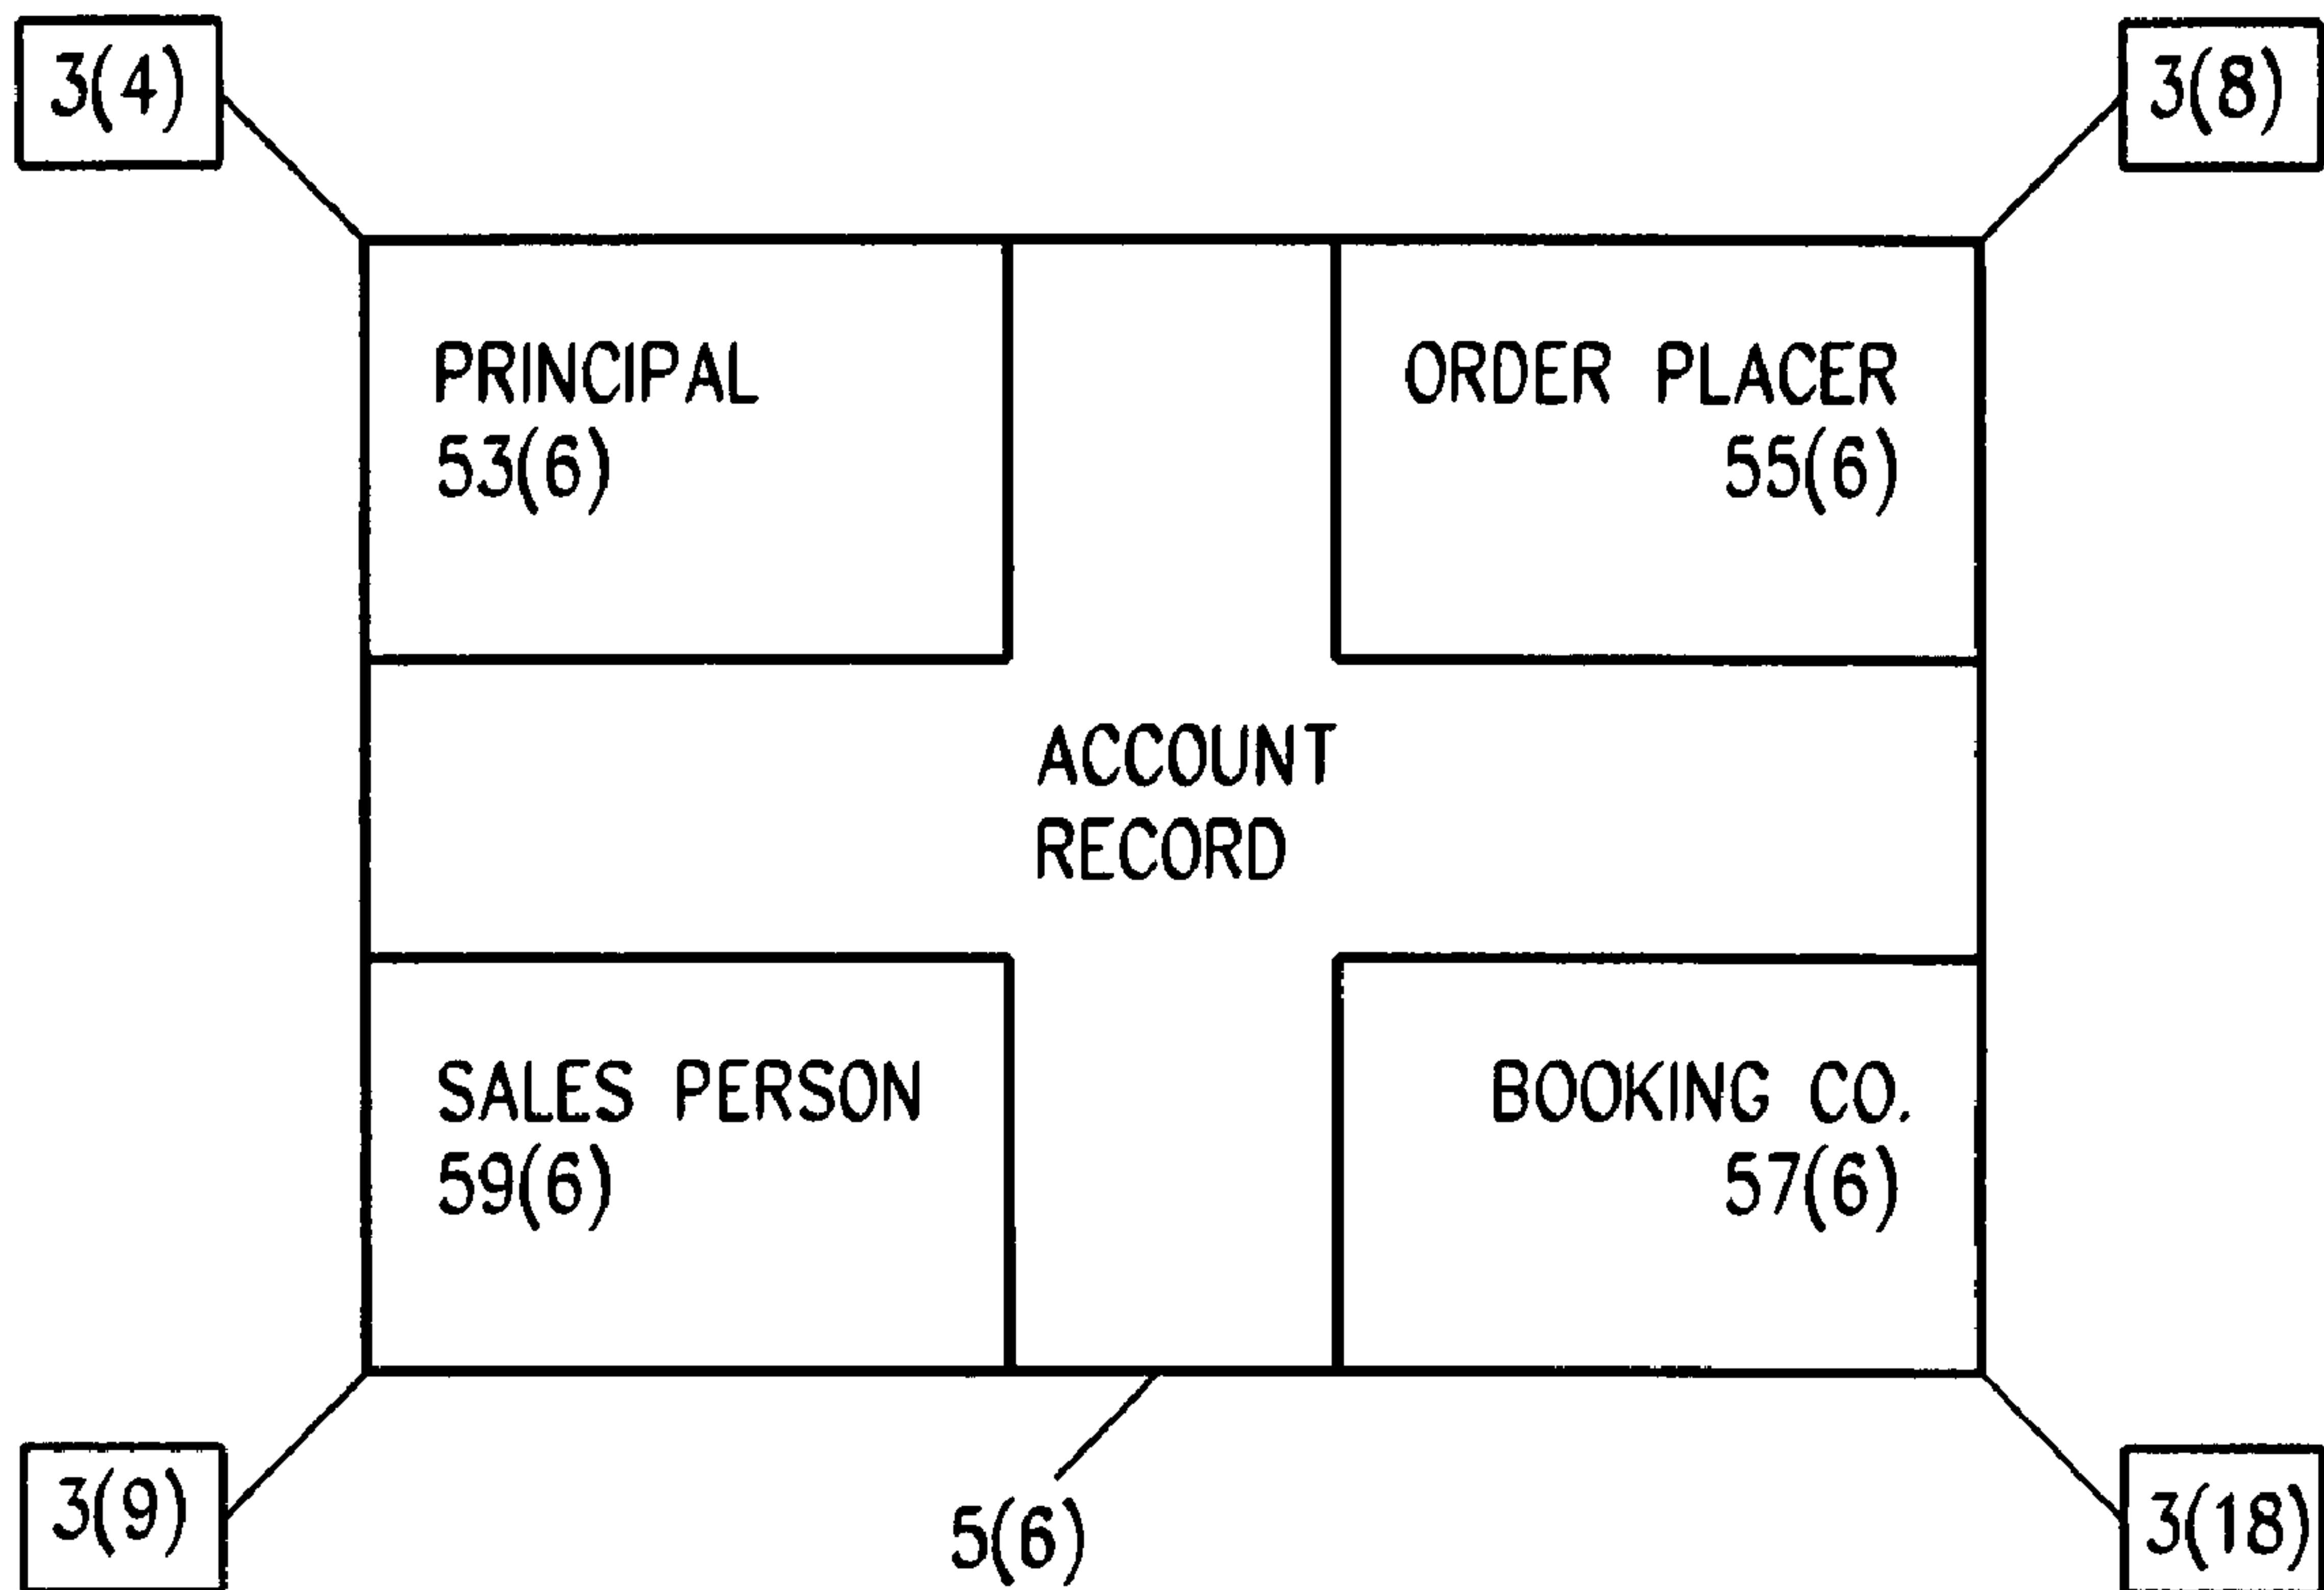 3(4)
3(8)
PRINCIPAL
53(6)
ORDER PLACER
55(6)
ACCOUNT
RECORD
SALES PERSON
59(6)
BOOKING CO.
57(6)
3(9)
5(6)
3(18)